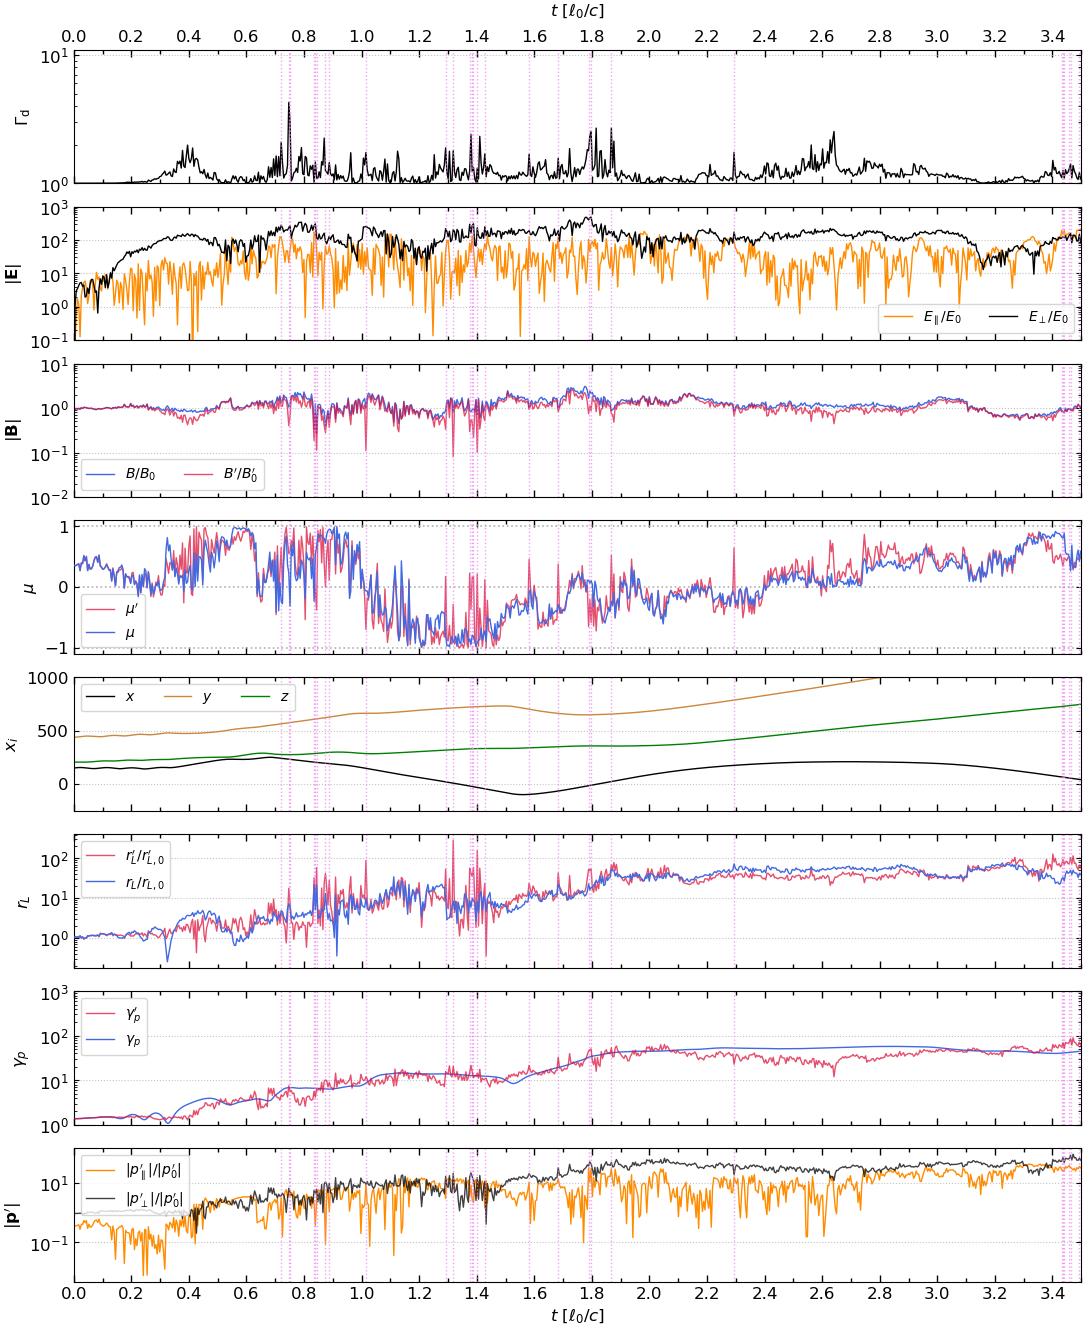 t [ℓ₀/c]
0.0 0.2 0.4 0.6 0.8 1.0 1.2 1.4 1.6 1.8 2.0 2.2 2.4 2.6 2.8 3.0 3.2 3.4
10¹
Γ_d
10⁰
10³
10²
|E|
10¹
10⁰
E∥/E₀ E⊥/E₀
10⁻¹
10¹
10⁰
|B|
10⁻¹
B/B₀ B′/B′₀
10⁻²
1
0
μ
μ′
μ
−1
1000
x y z
500
x_i
0
r′_L/r′_{L,0}
10²
r_L/r_{L,0}
r_L
10¹
10⁰
10³
γ′_p
10²
γ_p
γ_p
10¹
10⁰
|p′∥|/|p′₀|
10¹
|p′⊥|/|p′₀|
|p′|
10⁻¹
0.0 0.2 0.4 0.6 0.8 1.0 1.2 1.4 1.6 1.8 2.0 2.2 2.4 2.6 2.8 3.0 3.2 3.4
t [ℓ₀/c]